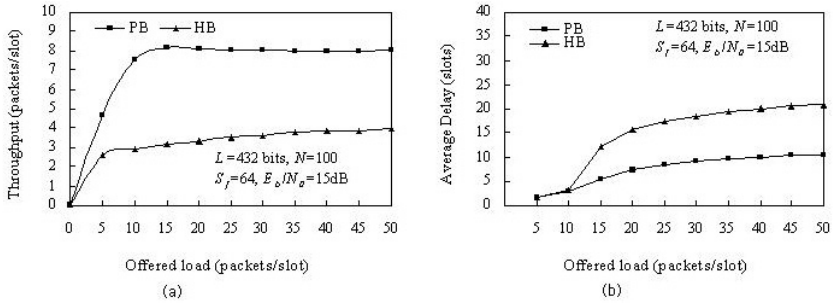 Throughput (packets/slot)
10
9
8
7
6
5
4
3
2
1
0
PB HB
L=432 bits, N=100
S_f=64, E_b/N_0=15dB
0 5 10 15 20 25 30 35 40 45 50
Offered load (packets/slot)
(a)
Average Delay (slots)
40
35
30
25
20
15
10
5
0
PB
HB
L=432 bits, N=100
S_f=64, E_b/N_0=15dB
5 10 15 20 25 30 35 40 45 50
Offered load (packets/slot)
(b)